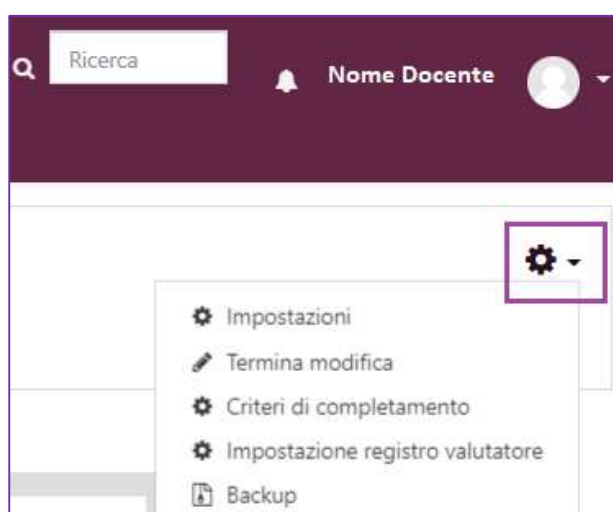 Ricerca
Nome Docente
Impostazioni
Termina modifica
Criteri di completamento
Impostazione registro valutatore
Backup